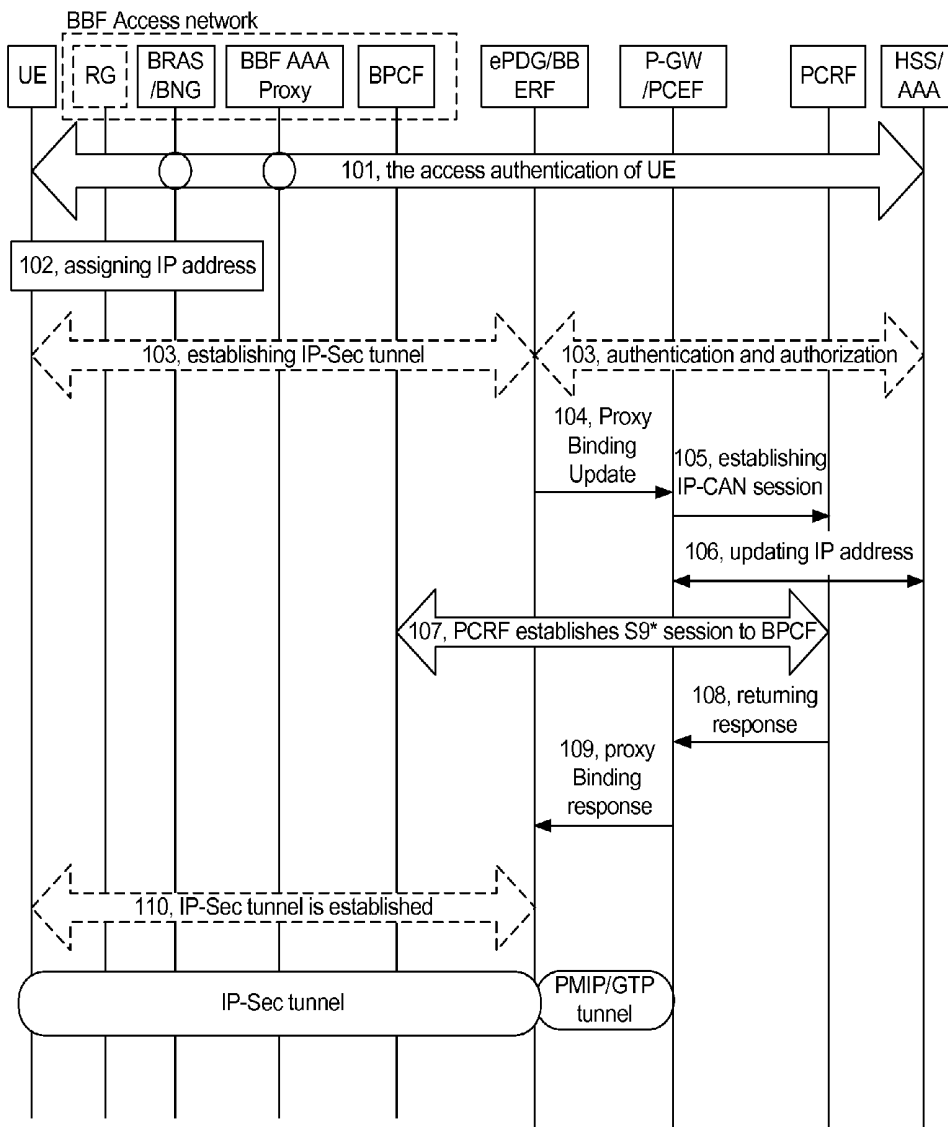 BBF Access network
UE
RG
BRAS
/BNG
BBF AAA
Proxy
BPCF
ePDG/BB
ERF
P-GW
/PCEF
PCRF
HSS/
AAA
101, the access authentication of UE
102, assigning IP address
103, establishing IP-Sec tunnel
103, authentication and authorization
104, Proxy
Binding
Update
105, establishing
IP-CAN session
106, updating IP address
107, PCRF establishes S9* session to BPCF
108, returning
response
109, proxy
Binding
response
110, IP-Sec tunnel is established
IP-Sec tunnel
PMIP/GTP
tunnel